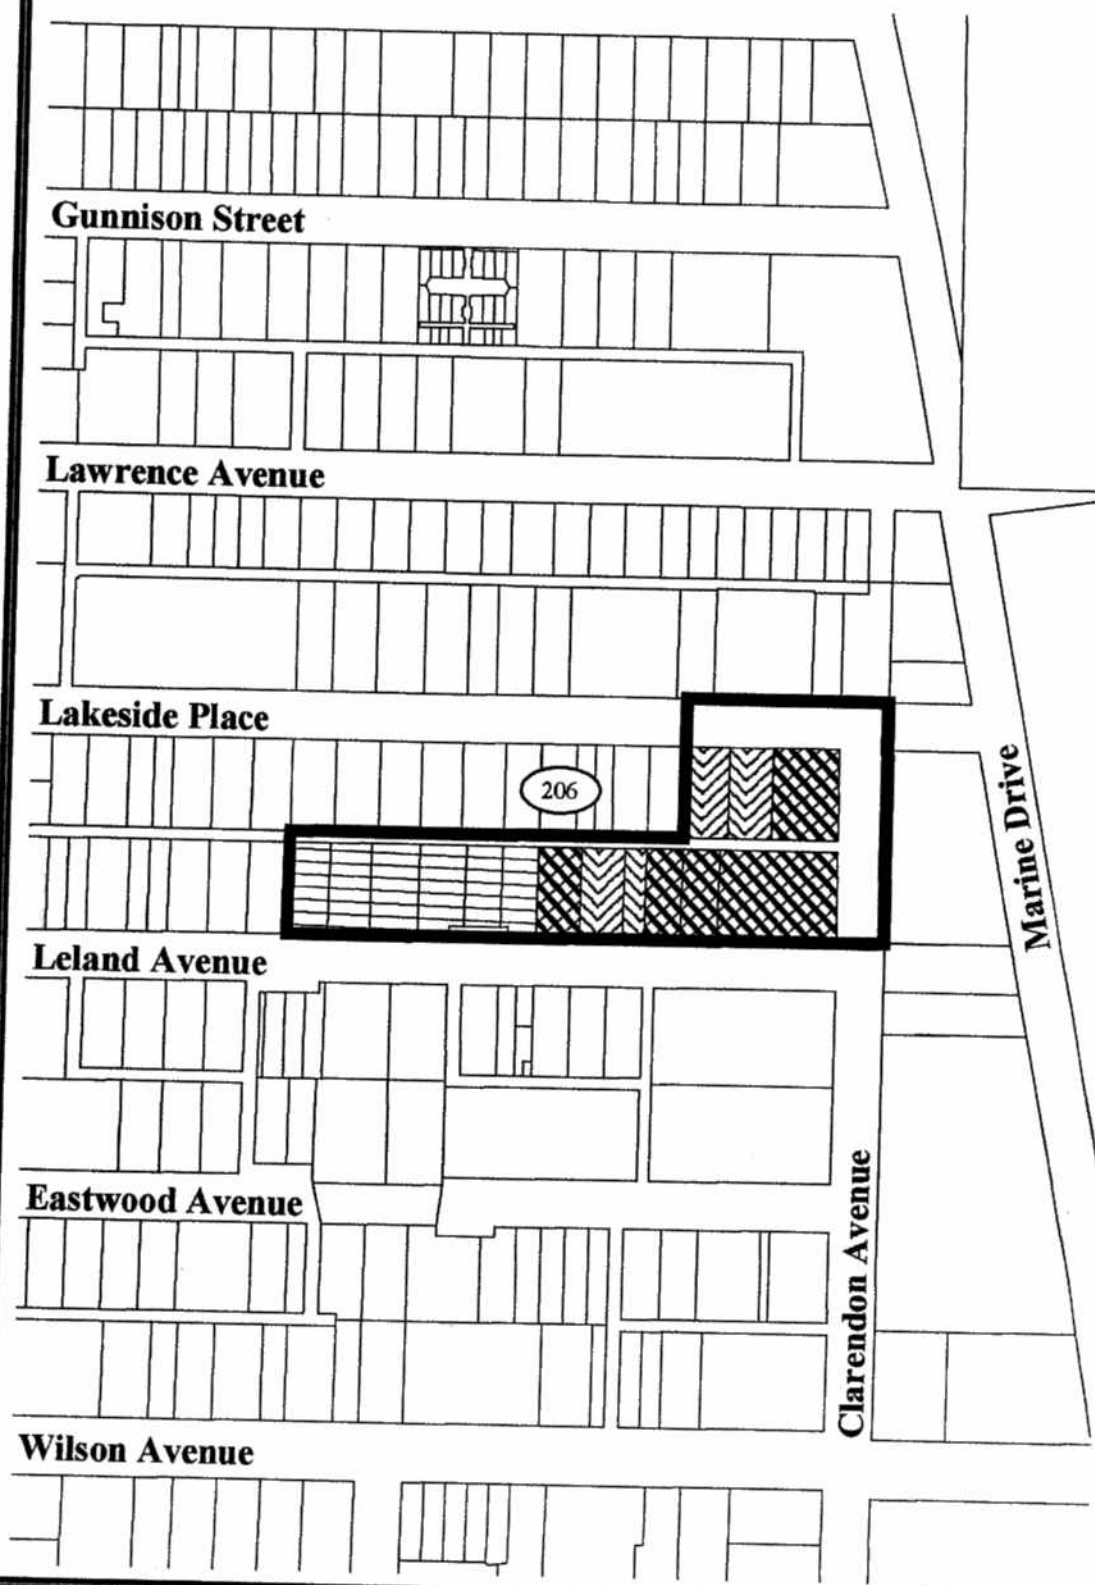 Gunnison Street
Lawrence Avenue
Lakeside Place
206
Marine Drive
Leland Avenue
Eastwood Avenue
Clarendon Avenue
Wilson Avenue